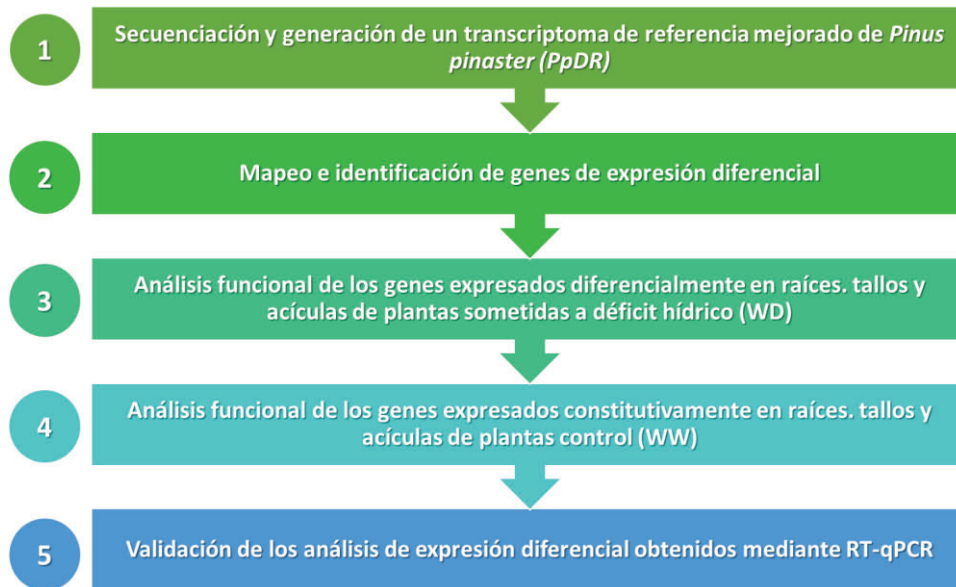 1
Secuenciación y generación de un transcriptoma de referencia mejorado de Pinus
pinaster (PpDR)
2
Mapeo e identificación de genes de expresión diferencial
3
Análisis funcional de los genes expresados diferencialmente en raíces. tallos y
acículas de plantas sometidas a déficit hídrico (WD)
4
Análisis funcional de los genes expresados constitutivamente en raíces. tallos y
acículas de plantas control (WW)
5
Validación de los análisis de expresión diferencial obtenidos mediante RT-qPCR